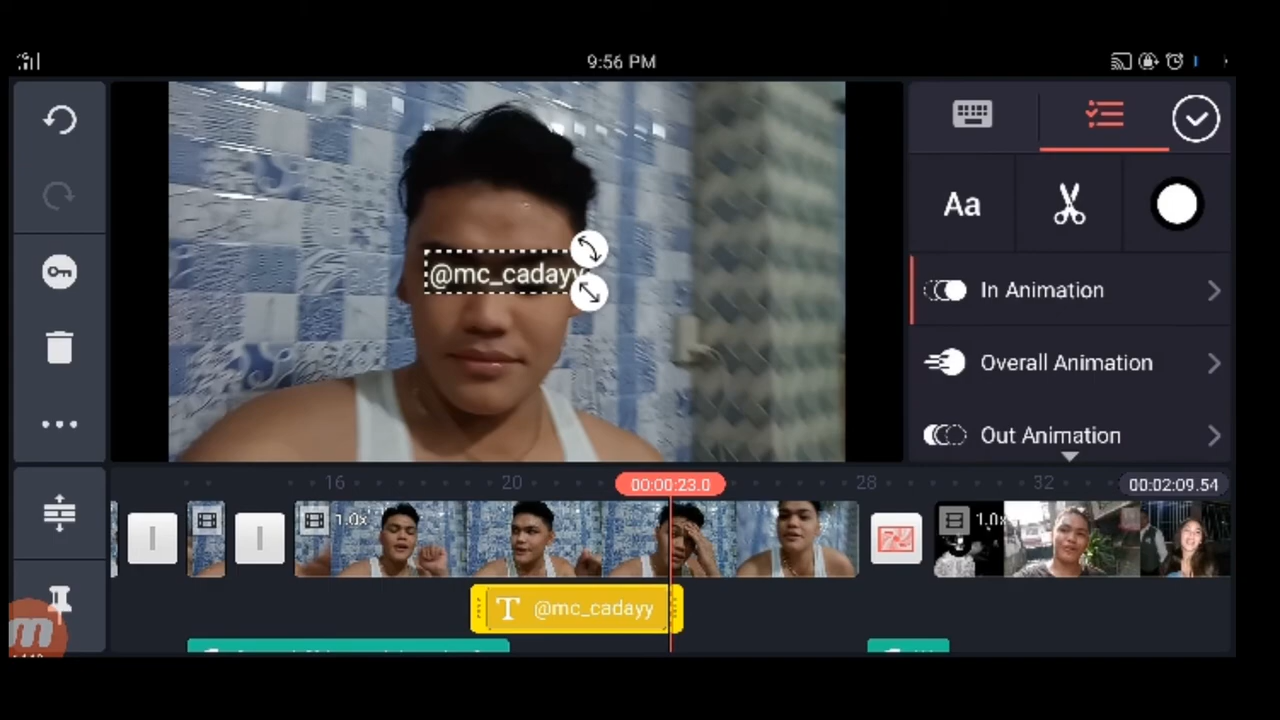 9:56 PM
Aa
@mc_cadayy
In Animation
Overall Animation
Out Animation
16
20
00:00:23.0
28
32
00:02:09.54
1.0x
1.0x
T @mc_cadayy